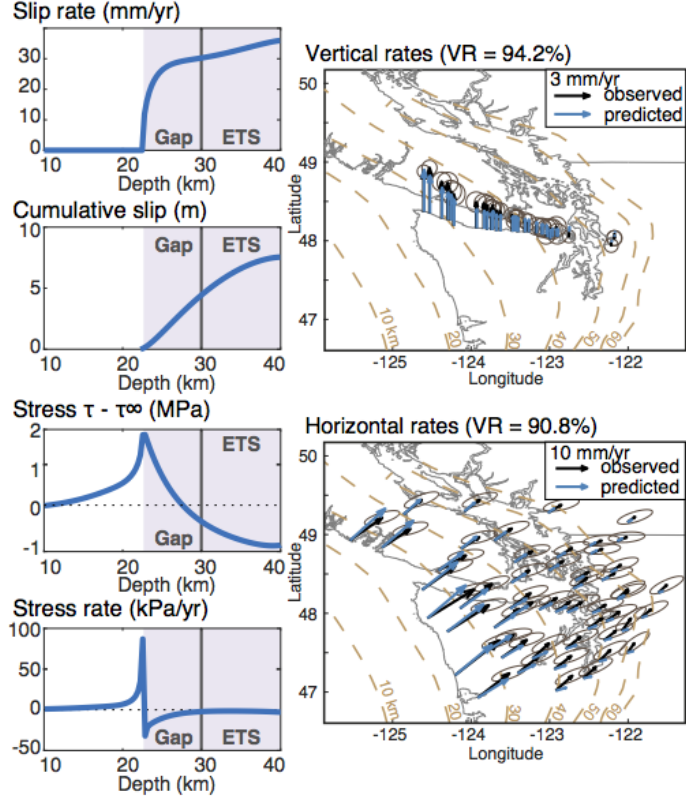 Slip rate (mm/yr)
30
20
10
0
Gap
ETS
10 20 30 40
Depth (km)
Cumulative slip (m)
10
5
0
Gap
ETS
10 20 30 40
Depth (km)
Stress τ - τ∞ (MPa)
2
1
0
-1
ETS
Gap
10 20 30 40
Depth (km)
Stress rate (kPa/yr)
100
50
0
-50
Gap
ETS
10 20 30 40
Depth (km)
Vertical rates (VR = 94.2%)
3 mm/yr
observed
predicted
50
49
48
47
Latitude
10 km
20
30
40
50
60
-125 -124 -123 -122
Longitude
Horizontal rates (VR = 90.8%)
10 mm/yr
observed
predicted
50
49
48
47
Latitude
10 km
20
30
40
50
60
-125 -124 -123 -122
Longitude